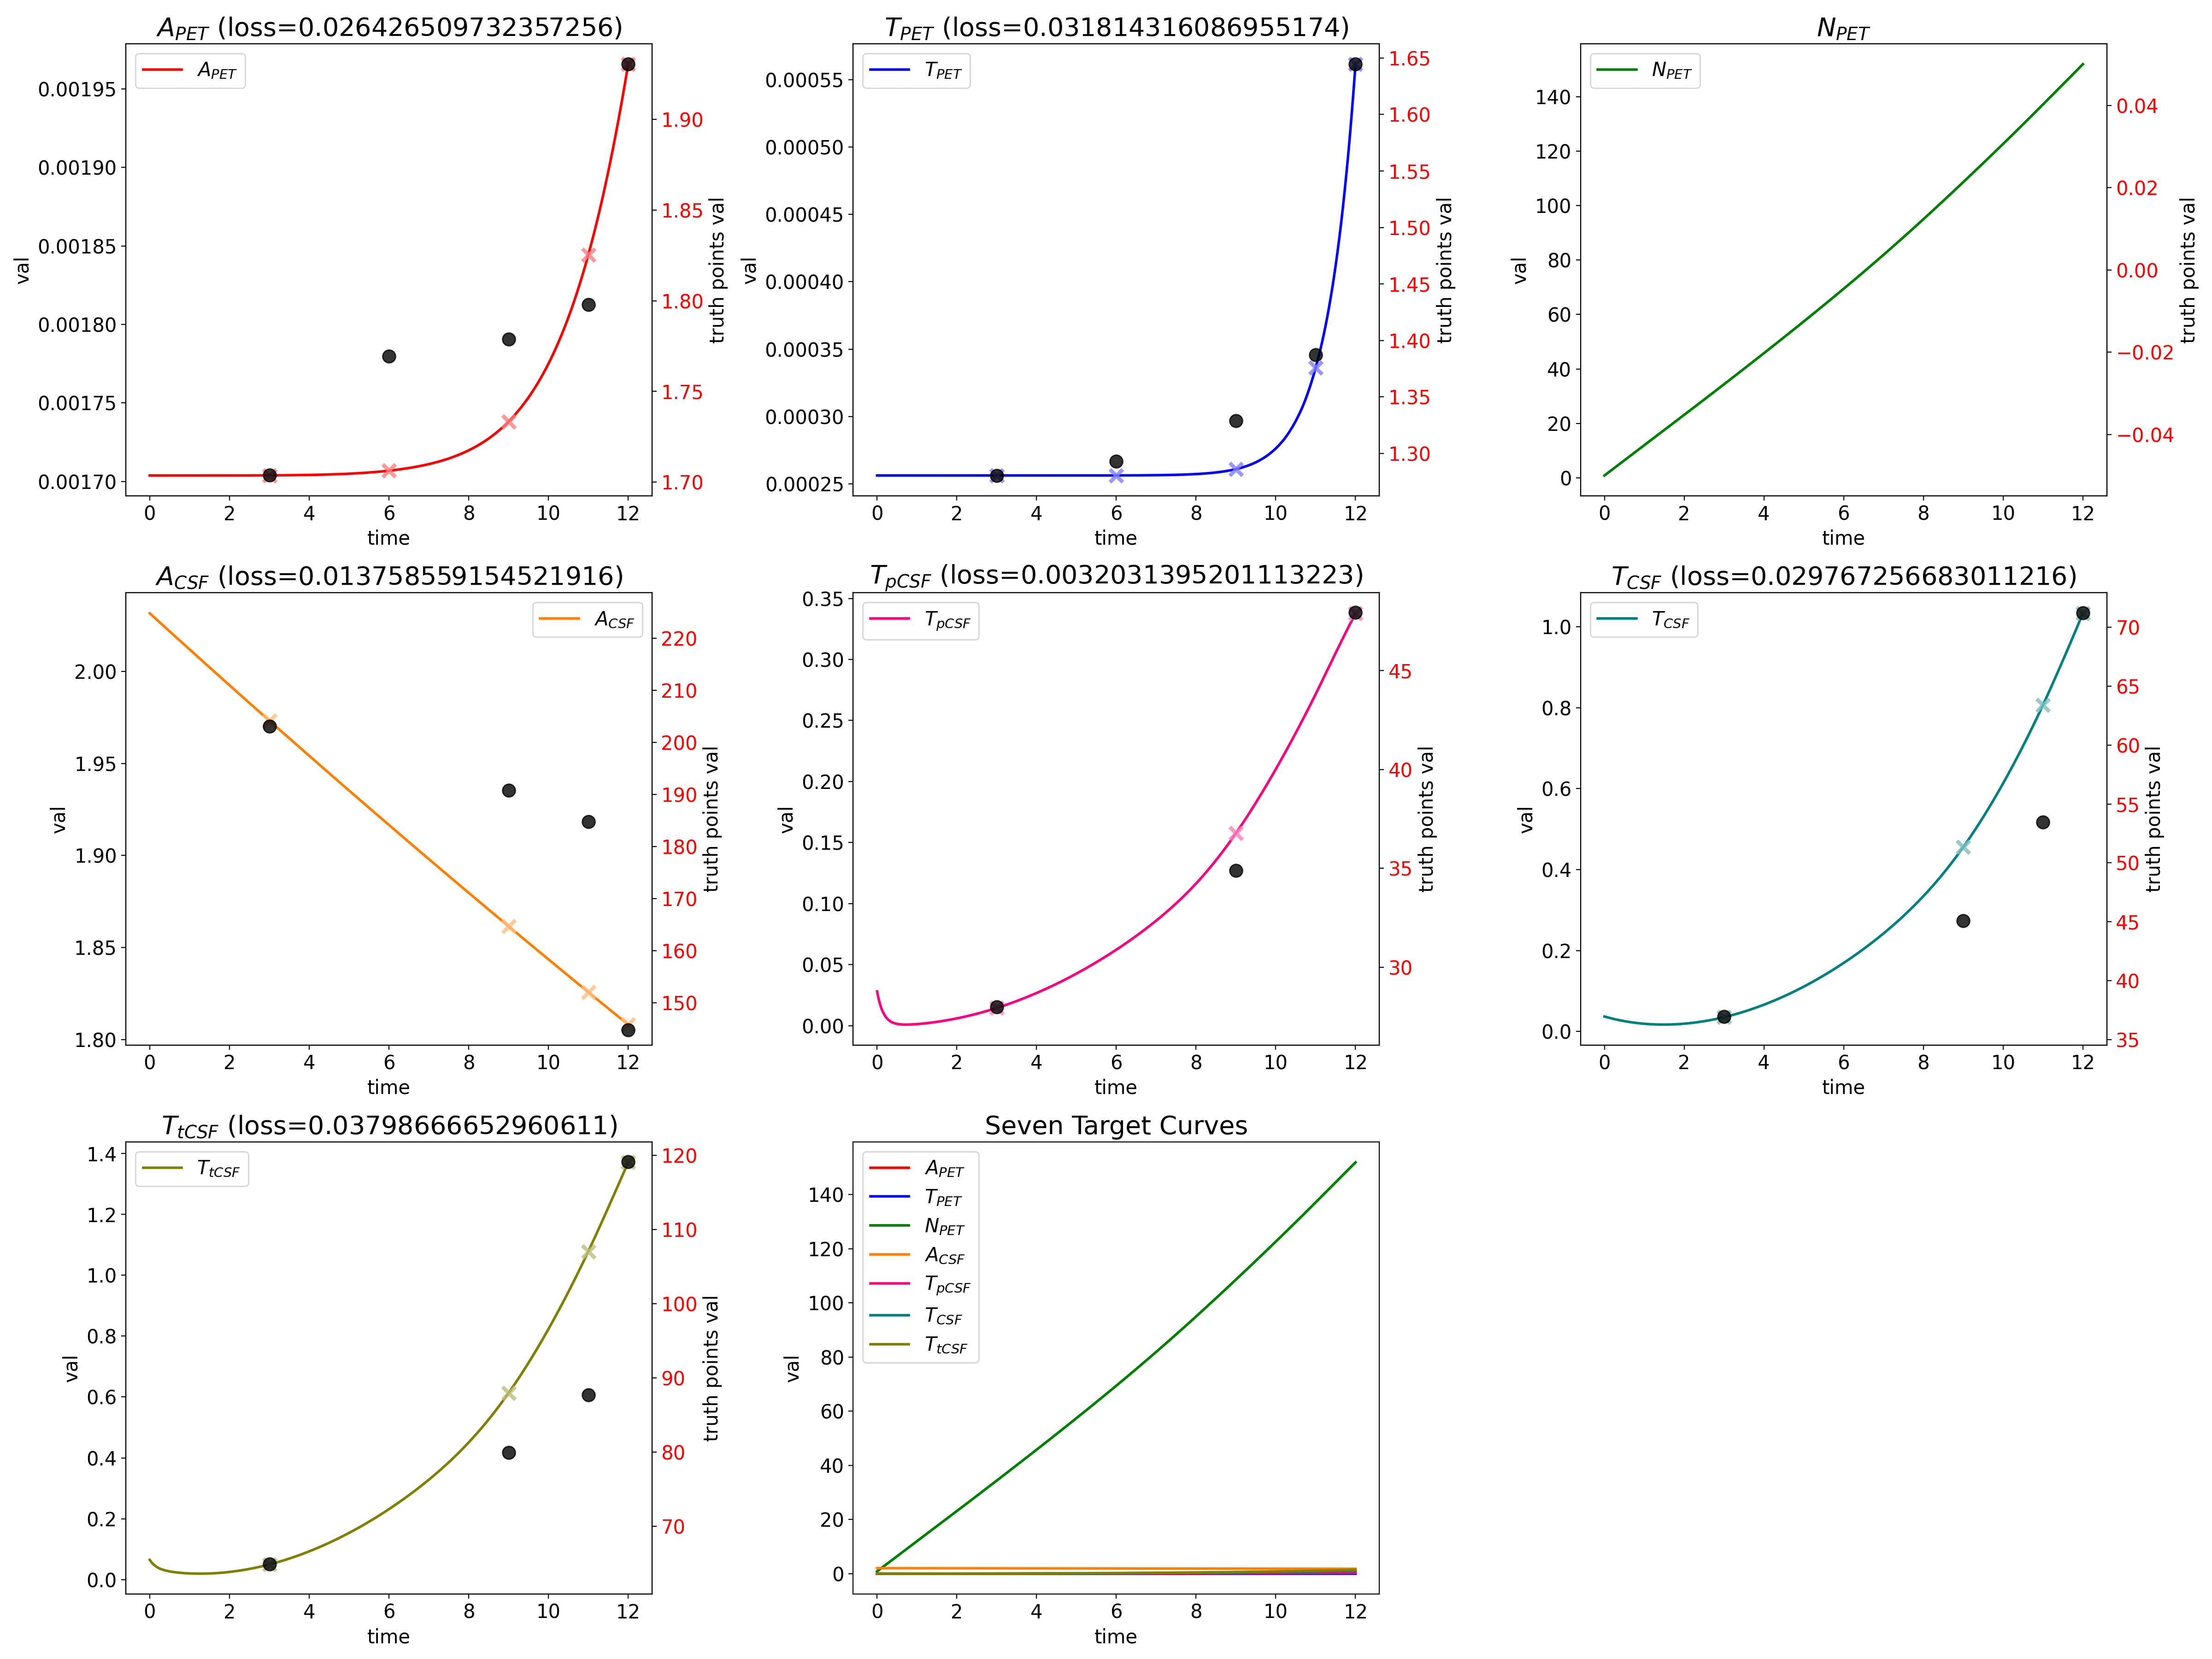 A_PET (loss=0.026426509732357256)
A_PET
0.00195
0.00190
0.00185
0.00180
0.00175
0.00170
val
1.90
1.85
1.80
1.75
1.70
truth points val
0 2 4 6 8 10 12
time
T_PET (loss=0.031814316086955174)
T_PET
0.00055
0.00050
0.00045
0.00040
0.00035
0.00030
0.00025
val
1.65
1.60
1.55
1.50
1.45
1.40
1.35
1.30
truth points val
0 2 4 6 8 10 12
time
N_PET
N_PET
140
120
100
80
60
40
20
0
val
0.04
0.02
0.00
−0.02
−0.04
truth points val
0 2 4 6 8 10 12
time
A_CSF (loss=0.013758559154521916)
A_CSF
2.00
1.95
1.90
1.85
1.80
val
220
210
200
190
180
170
160
150
truth points val
0 2 4 6 8 10 12
time
T_pCSF (loss=0.0032031395201113223)
T_pCSF
0.35
0.30
0.25
0.20
0.15
0.10
0.05
0.00
val
45
40
35
30
truth points val
0 2 4 6 8 10 12
time
T_CSF (loss=0.029767256683011216)
T_CSF
1.0
0.8
0.6
0.4
0.2
0.0
val
70
65
60
55
50
45
40
35
truth points val
0 2 4 6 8 10 12
time
T_tCSF (loss=0.03798666652960611)
T_tCSF
1.4
1.2
1.0
0.8
0.6
0.4
0.2
0.0
val
120
110
100
90
80
70
truth points val
0 2 4 6 8 10 12
time
Seven Target Curves
A_PET
T_PET
N_PET
A_CSF
T_pCSF
T_CSF
T_tCSF
140
120
100
80
60
40
20
0
val
0 2 4 6 8 10 12
time